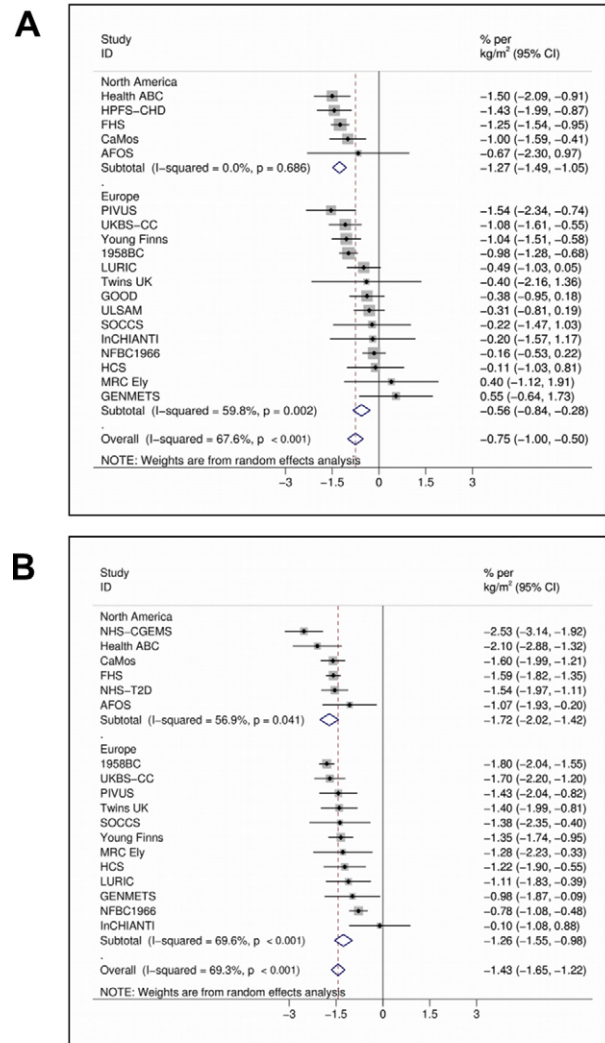 A
Study % per
ID kg/m² (95% CI)
North America
Health ABC −1.50 (−2.09, −0.91)
HPFS−CHD −1.43 (−1.99, −0.87)
FHS −1.25 (−1.54, −0.95)
CaMos −1.00 (−1.59, −0.41)
AFOS −0.67 (−2.30, 0.97)
Subtotal (I−squared = 0.0%, p = 0.686) −1.27 (−1.49, −1.05)
.
Europe
PIVUS −1.54 (−2.34, −0.74)
UKBS−CC −1.08 (−1.61, −0.55)
Young Finns −1.04 (−1.51, −0.58)
1958BC −0.98 (−1.28, −0.68)
LURIC −0.49 (−1.03, 0.05)
Twins UK −0.40 (−2.16, 1.36)
GOOD −0.38 (−0.95, 0.18)
ULSAM −0.31 (−0.81, 0.19)
SOCCS −0.22 (−1.47, 1.03)
InCHIANTI −0.20 (−1.57, 1.17)
NFBC1966 −0.16 (−0.53, 0.22)
HCS −0.11 (−1.03, 0.81)
MRC Ely 0.40 (−1.12, 1.91)
GENMETS 0.55 (−0.64, 1.73)
Subtotal (I−squared = 59.8%, p = 0.002) −0.56 (−0.84, −0.28)
.
Overall (I−squared = 67.6%, p < 0.001) −0.75 (−1.00, −0.50)
NOTE: Weights are from random effects analysis
−3 −1.5 0 1.5 3
B
Study % per
ID kg/m² (95% CI)
North America
NHS−CGEMS −2.53 (−3.14, −1.92)
Health ABC −2.10 (−2.88, −1.32)
CaMos −1.60 (−1.99, −1.21)
FHS −1.59 (−1.82, −1.35)
NHS−T2D −1.54 (−1.97, −1.11)
AFOS −1.07 (−1.93, −0.20)
Subtotal (I−squared = 56.9%, p = 0.041) −1.72 (−2.02, −1.42)
.
Europe
1958BC −1.80 (−2.04, −1.55)
UKBS−CC −1.70 (−2.20, −1.20)
PIVUS −1.43 (−2.04, −0.82)
Twins UK −1.40 (−1.99, −0.81)
SOCCS −1.38 (−2.35, −0.40)
Young Finns −1.35 (−1.74, −0.95)
MRC Ely −1.28 (−2.23, −0.33)
HCS −1.22 (−1.90, −0.55)
LURIC −1.11 (−1.83, −0.39)
GENMETS −0.98 (−1.87, −0.09)
NFBC1966 −0.78 (−1.08, −0.48)
InCHIANTI −0.10 (−1.08, 0.88)
Subtotal (I−squared = 69.6%, p < 0.001) −1.26 (−1.55, −0.98)
.
Overall (I−squared = 69.3%, p < 0.001) −1.43 (−1.65, −1.22)
NOTE: Weights are from random effects analysis
−3 −1.5 0 1.5 3